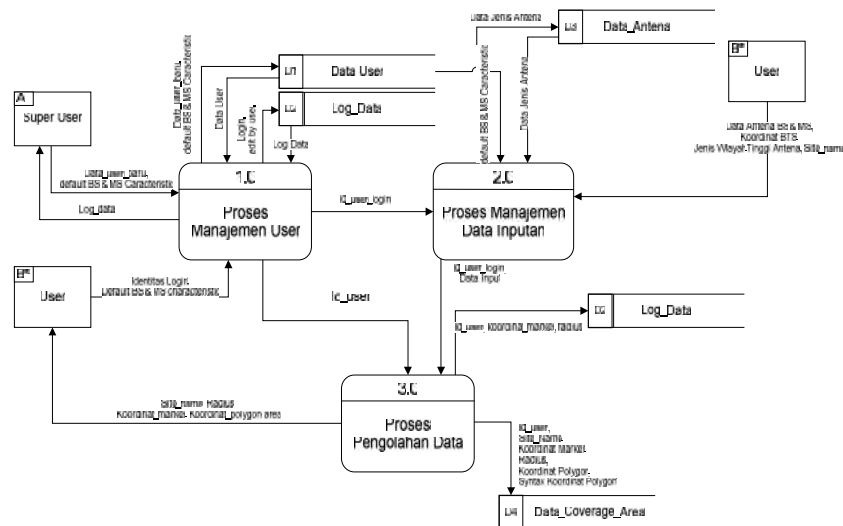 Data Jenis Antena
D3
Data_Antena
Data_user_baru,
default BS & MS Caracteristic
Data User
D1
Data User
Login,
edit by user
D2
Log_Data
Log Data
default BS & MS Caracteristic
Data Jenis Antena
B
User
A
Super User
Data Antena BS & MS,
Koordinat BTS
Jenis Wilayah-Tinggi Antena, Site_name
Data_user_baru,
default BS & MS Caracteristic
Log_data
1.0
Proses
Manajemen User
Id_user_login
2.0
Proses Manajemen
Data Inputan
B
User
Identitas Login.
Default BS & MS characteristic
Id_user
Id_user_login
Data Input
D2
Log_Data
Id_user, koordinat_marker, radius
3.0
Proses
Pengolahan Data
Site_name Radius
Koordinat_marker. Koordinat_polygon area
Id_user,
Site_Name.
Koordinat Marker.
Radius,
Koordinat Polygon.
Syntax Koordinat Polygon
D4
Data_Coverage_Area